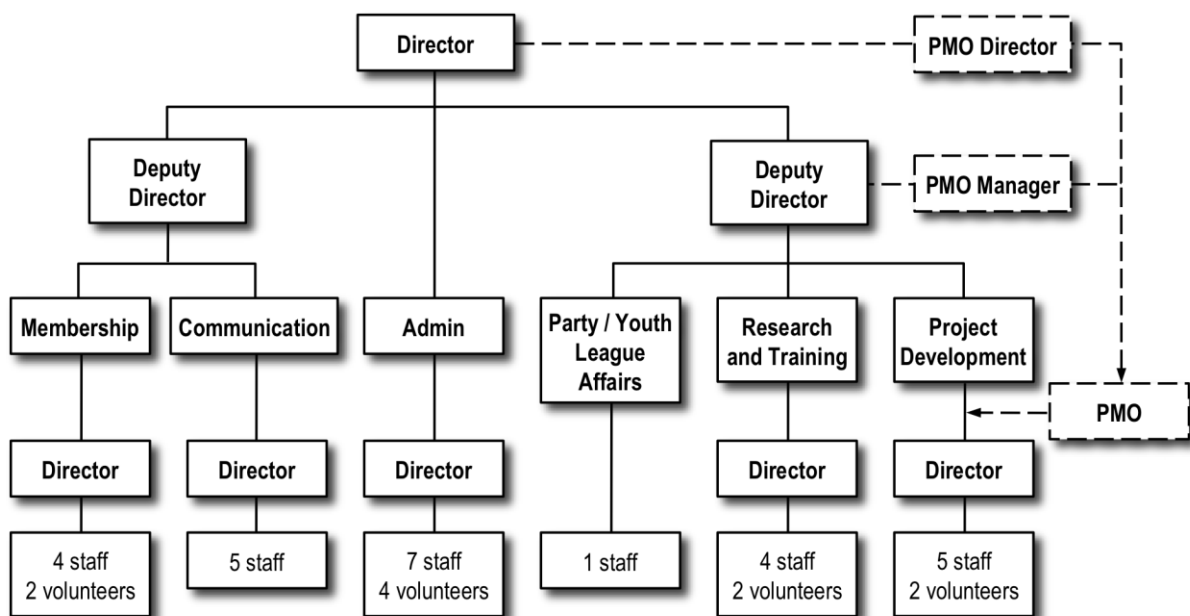 Director
PMO Director
Deputy
Director
Deputy
Director
PMO Manager
Membership
Communication
Admin
Party / Youth
League
Affairs
Research
and Training
Project
Development
PMO
Director
Director
Director
Director
Director
4 staff
2 volunteers
5 staff
7 staff
4 volunteers
1 staff
4 staff
2 volunteers
5 staff
2 volunteers